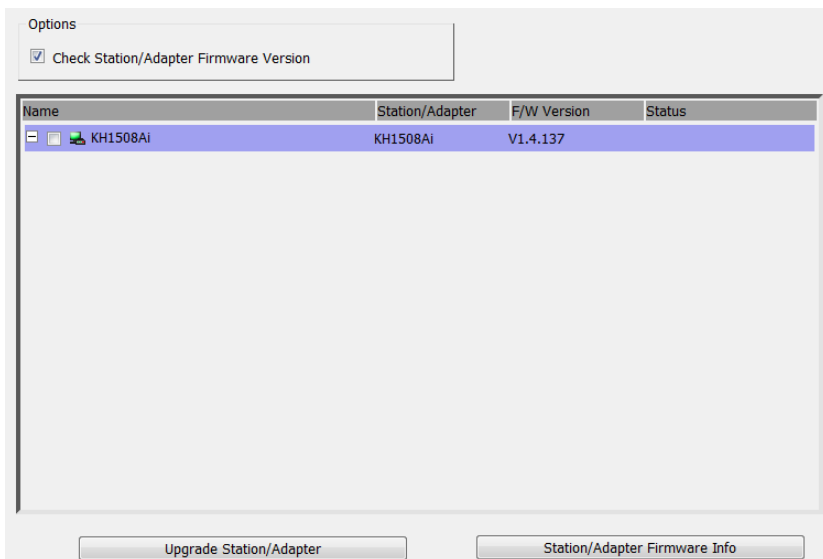 Options
Check Station/Adapter Firmware Version
Name Station/Adapter F/W Version Status
KH1508Ai KH1508Ai V1.4.137
Upgrade Station/Adapter Station/Adapter Firmware Info